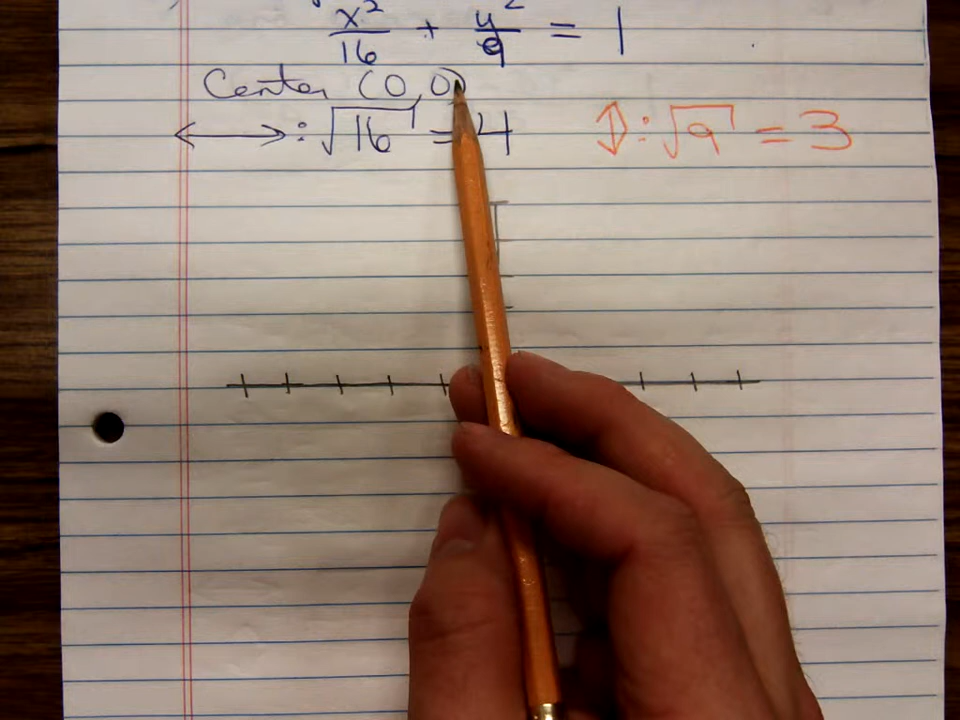 x²/16 + y²/9 = 1
Center (0,0)
↔ : √16 = 4 ↕ : √9 = 3